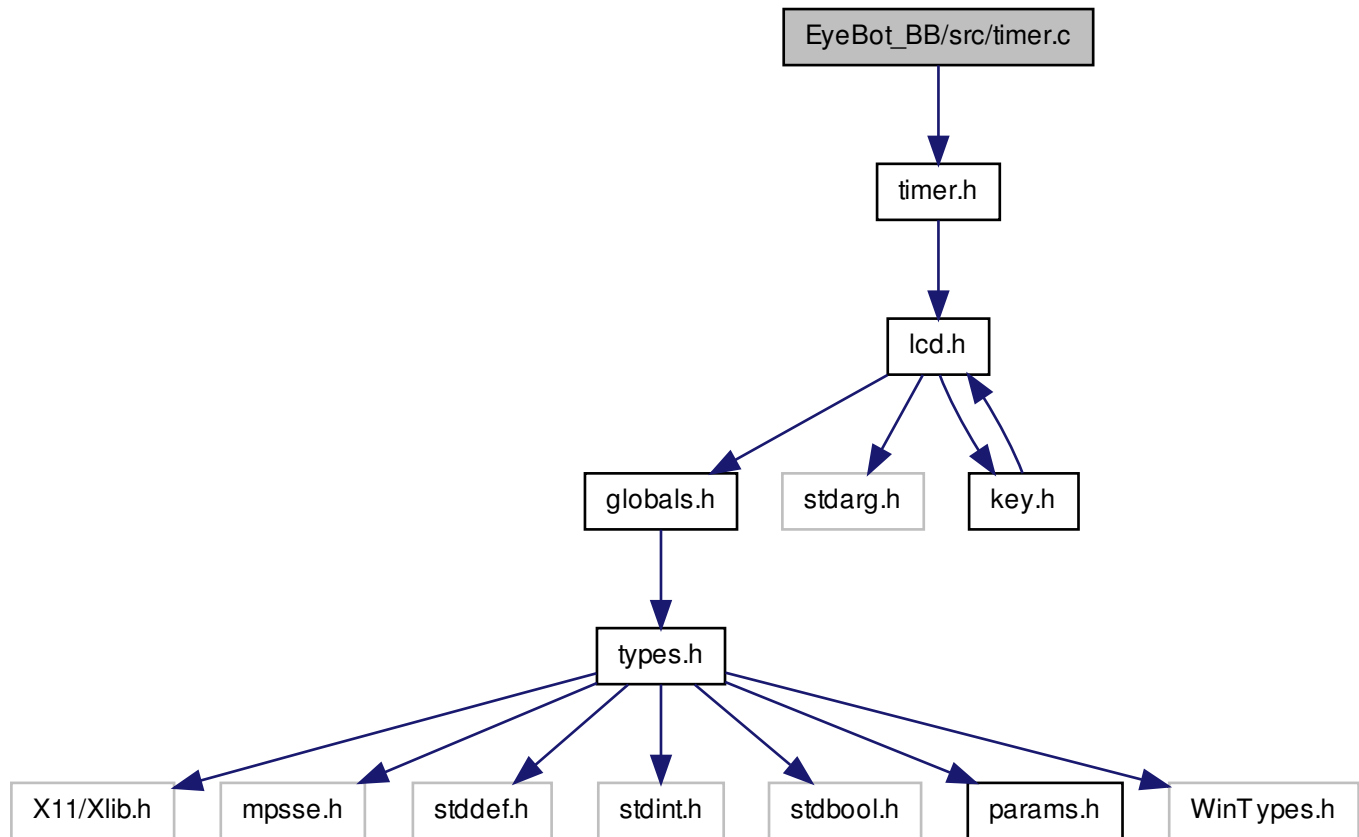 EyeBot_BB/src/timer.c
timer.h
lcd.h
globals.h
stdarg.h
key.h
types.h
X11/Xlib.h
mpsse.h
stddef.h
stdint.h
stdbool.h
params.h
WinTypes.h